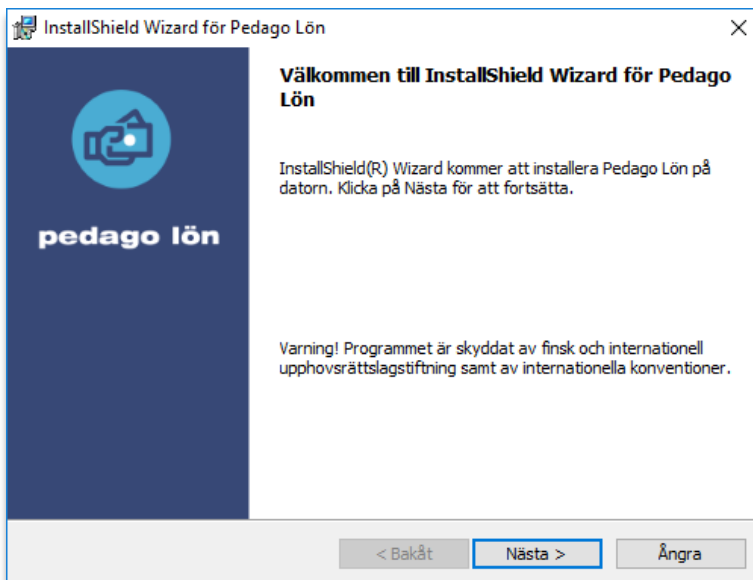 InstallShield Wizard för Pedago Lön
Välkommen till InstallShield Wizard för Pedago
Lön
InstallShield(R) Wizard kommer att installera Pedago Lön på
datorn. Klicka på Nästa för att fortsätta.
pedago lön
Varning! Programmet är skyddat av finsk och internationell
upphovsrättslagstiftning samt av internationella konventioner.
< Bakåt
Nästa >
Ångra